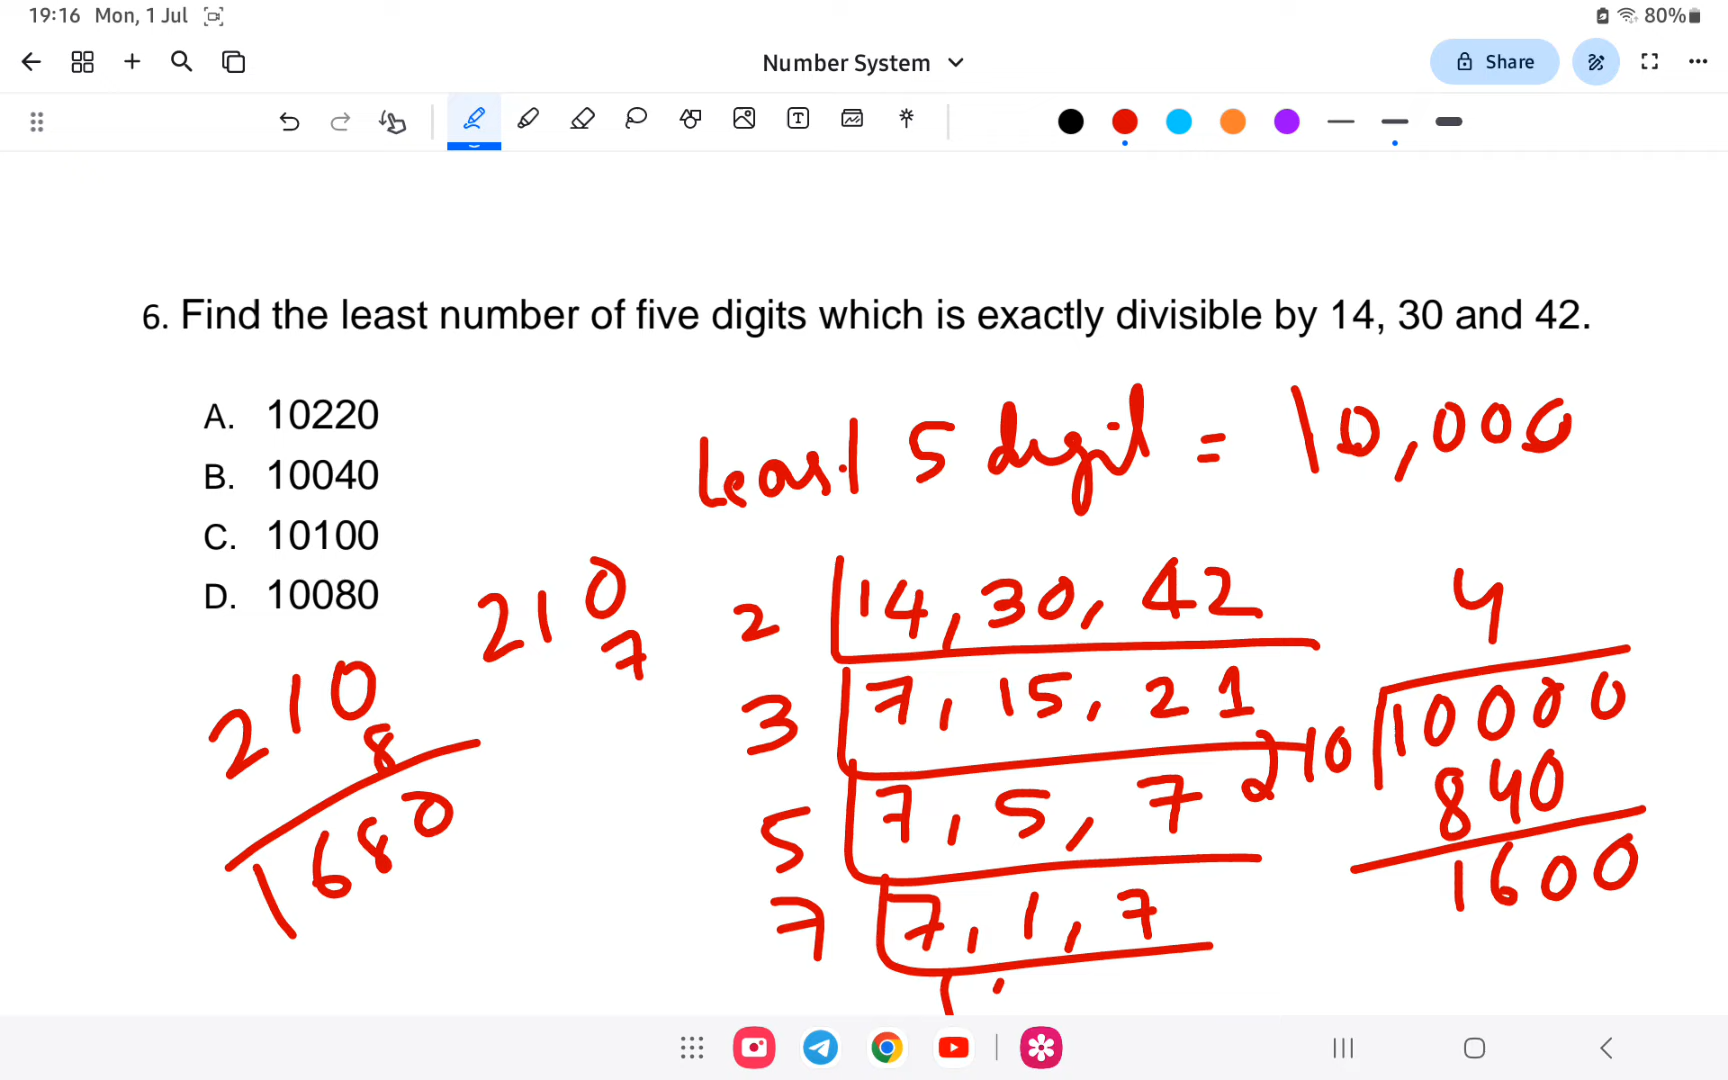 19:16 Mon, 1 Jul
80%
Number System
Share
6. Find the least number of five digits which is exactly divisible by 14, 30 and 42.
A. 10220
B. 10040
C. 10100
D. 10080
Least 5 digit = 10,000
210
7
210
8
1680
2 14, 30, 42
3 7, 15, 21
5 7, 5, 7
7 7, 1, 7
1
4
210 10000
840
1600